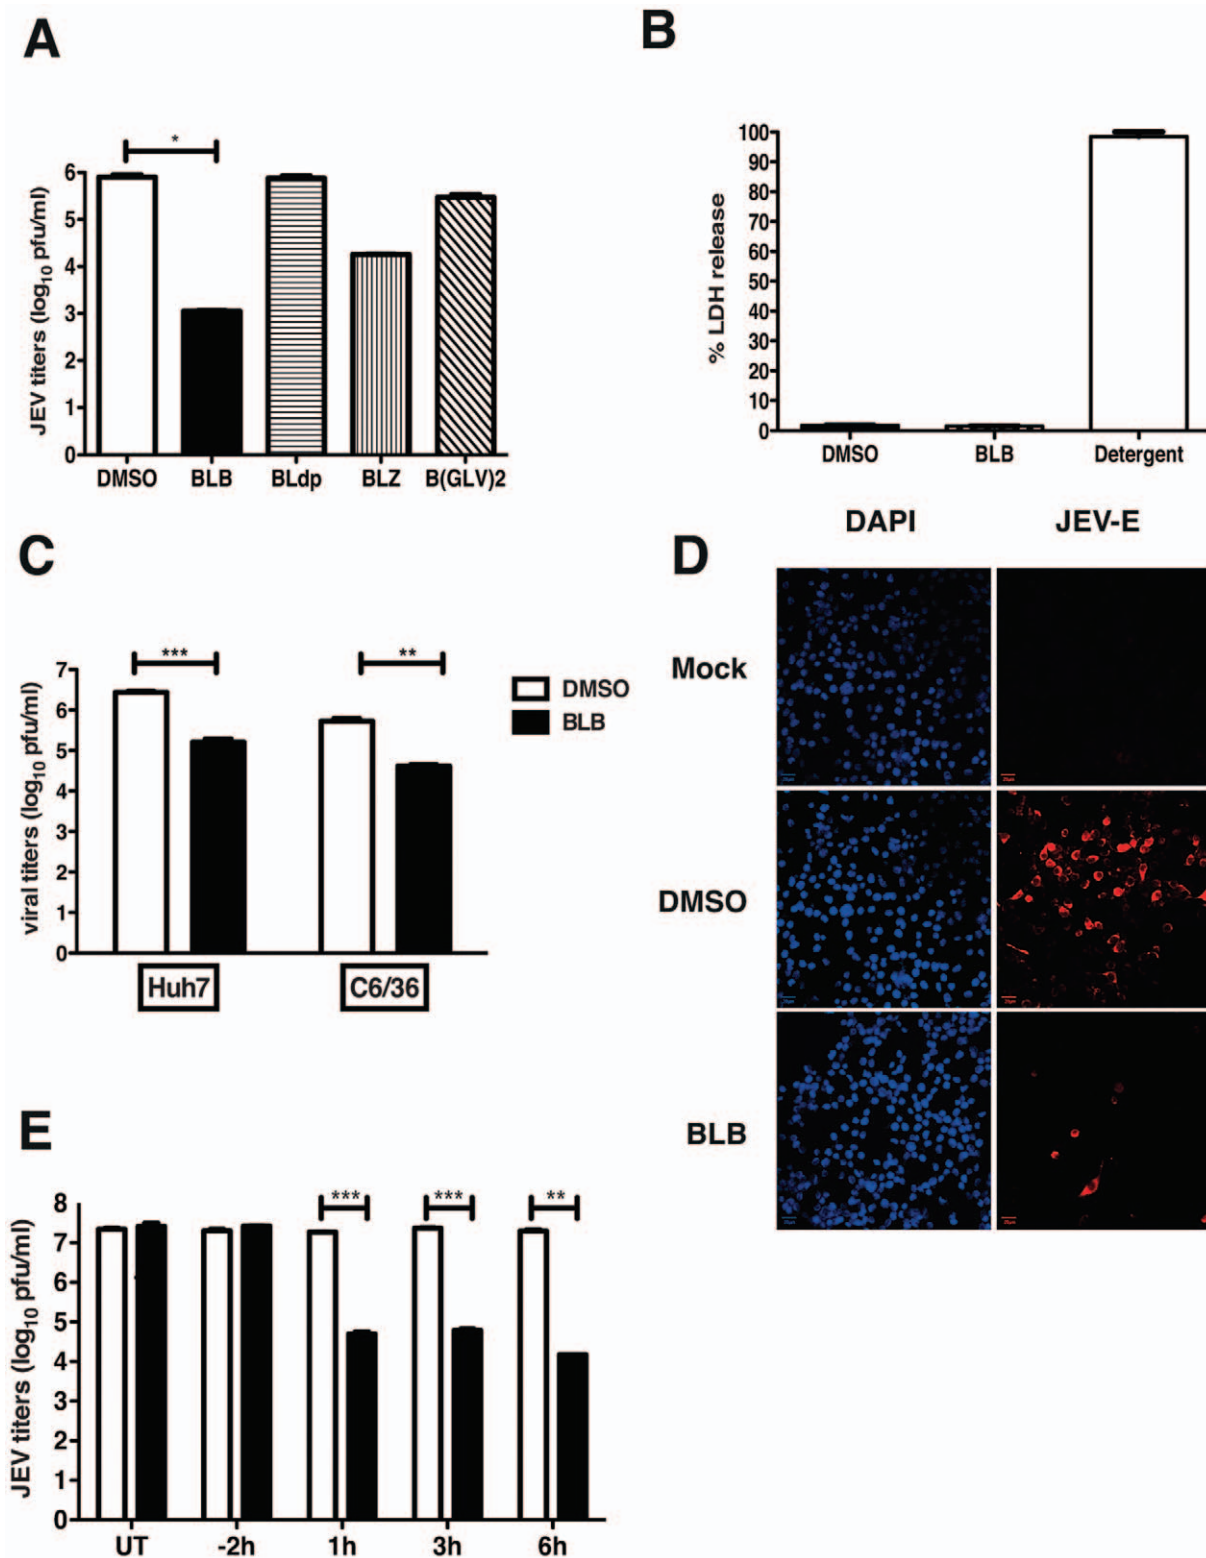 A
*
JEV titers (log10 pfu/ml)
6
5
4
3
2
1
0
DMSO BLB BLdp BLZ B(GLV)2
B
% LDH release
100
90
80
70
60
50
40
30
20
10
0
DMSO BLB Detergent
C
viral titers (log10 pfu/ml)
7
6
5
4
3
2
1
0
*** **
Huh7 C6/36
DMSO
BLB
D
DAPI JEV-E
Mock
DMSO
BLB
E
JEV titers (log10 pfu/ml)
8
7
6
5
4
3
2
1
0
*** *** **
UT -2h 1h 3h 6h